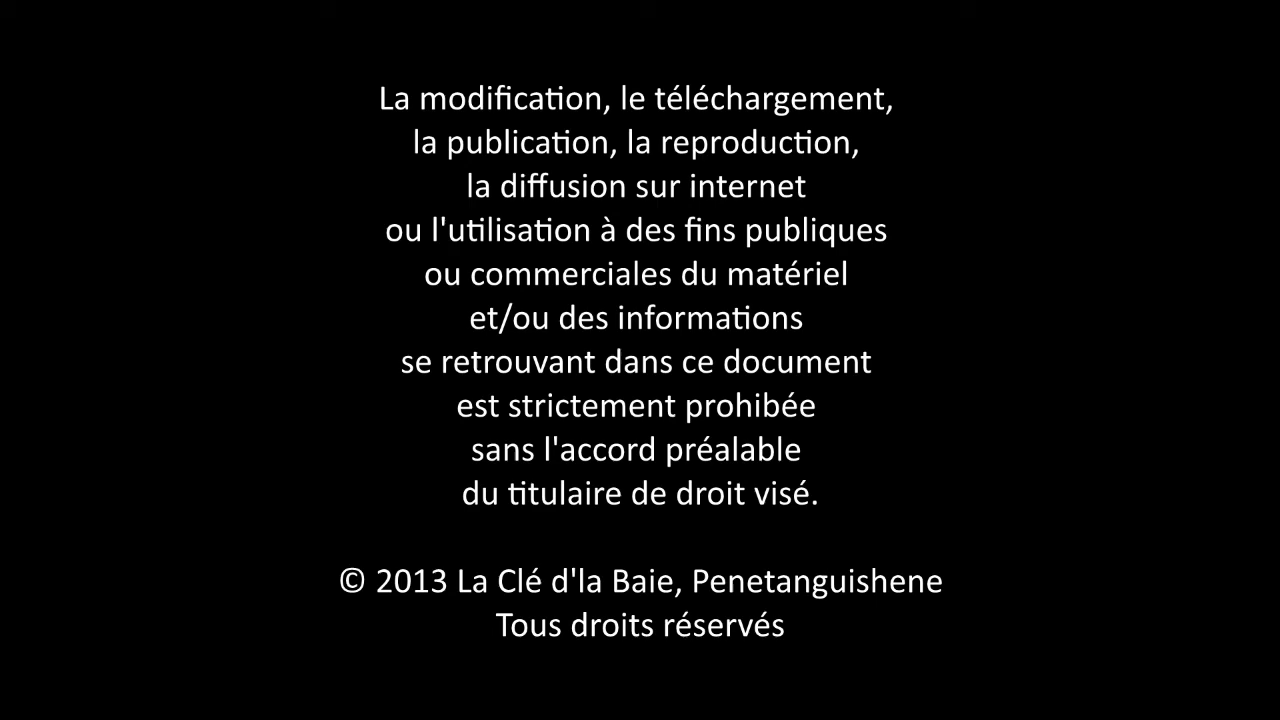 La modification, le téléchargement,
la publication, la reproduction,
la diffusion sur internet
ou l'utilisation à des fins publiques
ou commerciales du matériel
et/ou des informations
se retrouvant dans ce document
est strictement prohibée
sans l'accord préalable
du titulaire de droit visé.
© 2013 La Clé d'la Baie, Penetanguishene
Tous droits réservés